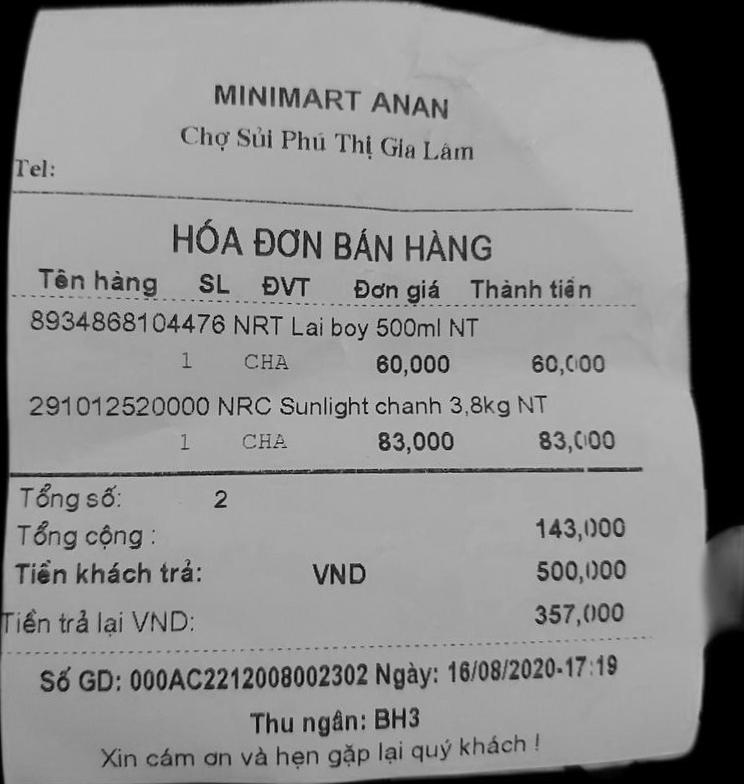 MINIMART ANAN
Chợ Sủi Phú Thị Gia Lâm
Tel:
HÓA ĐƠN BÁN HÀNG
Tên hàng SL ĐVT Đơn giá Thành tiền
8934868104476 NRT Lai boy 500ml NT
1 CHA 60,000 60,000
291012520000 NRC Sunlight chanh 3,8kg NT
1 CHA 83,000 83,000
Tổng số: 2
Tổng cộng : 143,000
Tiền khách trả: VND 500,000
Tiền trả lại VND: 357,000
Số GD: 000AC2212008002302 Ngày: 16/08/2020-17:19
Thu ngân: BH3
Xin cám ơn và hẹn gặp lại quý khách !